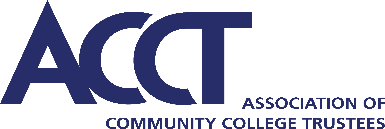 ACCT
ASSOCIATION OF
COMMUNITY COLLEGE TRUSTEES